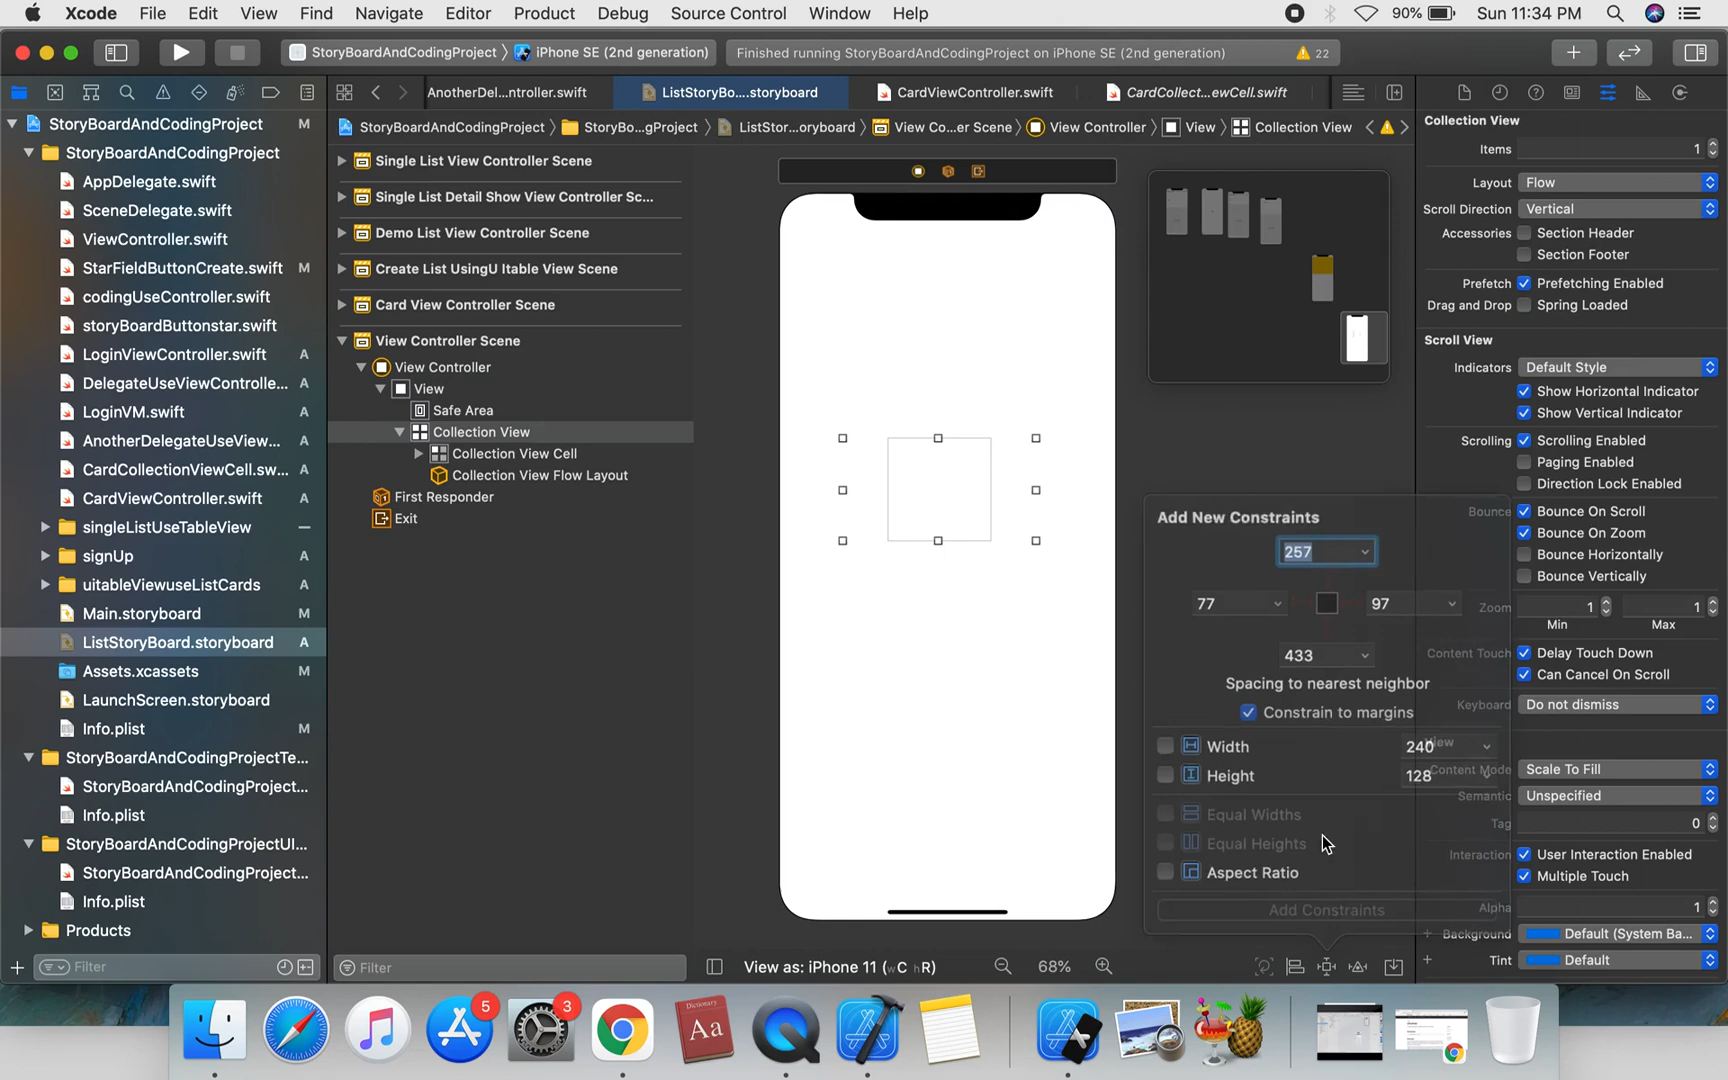 Xcode File Edit View Find Navigate Editor Product Debug Source Control Window Help 90% Sun 11:34 PM
StoryBoardAndCodingProject iPhone SE (2nd generation) Finished running StoryBoardAndCodingProject on iPhone SE (2nd generation) 22
AnotherDel...ntroller.swift ListStoryBo....storyboard CardViewController.swift CardCollect...ewCell.swift
StoryBoardAndCodingProject StoryBo...gProject ListStor...oryboard View Co...er Scene View Controller View Collection View
StoryBoardAndCodingProject M
StoryBoardAndCodingProject
AppDelegate.swift
SceneDelegate.swift
ViewController.swift
StarFieldButtonCreate.swift M
codingUseController.swift
storyBoardButtonstar.swift
LoginViewController.swift A
DelegateUseViewControlle... A
LoginVM.swift A
AnotherDelegateUseView... A
CardCollectionViewCell.sw... A
CardViewController.swift A
singleListUseTableView
signUp
uitableViewuseListCards
Main.storyboard M
ListStoryBoard.storyboard A
Assets.xcassets M
LaunchScreen.storyboard
Info.plist M
StoryBoardAndCodingProjectTe...
StoryBoardAndCodingProject...
Info.plist
StoryBoardAndCodingProjectUI...
StoryBoardAndCodingProject...
Info.plist
Products
Filter
Single List View Controller Scene
Single List Detail Show View Controller Sc...
Demo List View Controller Scene
Create List UsingU Itable View Scene
Card View Controller Scene
View Controller Scene
View Controller
View
Safe Area
Collection View
Collection View Cell
Collection View Flow Layout
First Responder
Exit
Filter
View as: iPhone 11 (wC hR) 68%
Add New Constraints
257
77 97
433
Spacing to nearest neighbor
Constrain to margins
Width 240
Height 128
Equal Widths
Equal Heights
Aspect Ratio
Add Constraints
Collection View
Items 1
Layout Flow
Scroll Direction Vertical
Accessories Section Header
Section Footer
Prefetch Prefetching Enabled
Drag and Drop Spring Loaded
Scroll View
Indicators Default Style
Show Horizontal Indicator
Show Vertical Indicator
Scrolling Scrolling Enabled
Paging Enabled
Direction Lock Enabled
Bounce Bounce On Scroll
Bounce On Zoom
Bounce Horizontally
Bounce Vertically
Zoom 1 1
Min Max
Content Touch Delay Touch Down
Can Cancel On Scroll
Keyboard Do not dismiss
View
Content Mode Scale To Fill
Semantic Unspecified
Tag 0
Interaction User Interaction Enabled
Multiple Touch
Alpha 1
Background Default (System Ba...
Tint Default
5 3
Dictionary
Aa